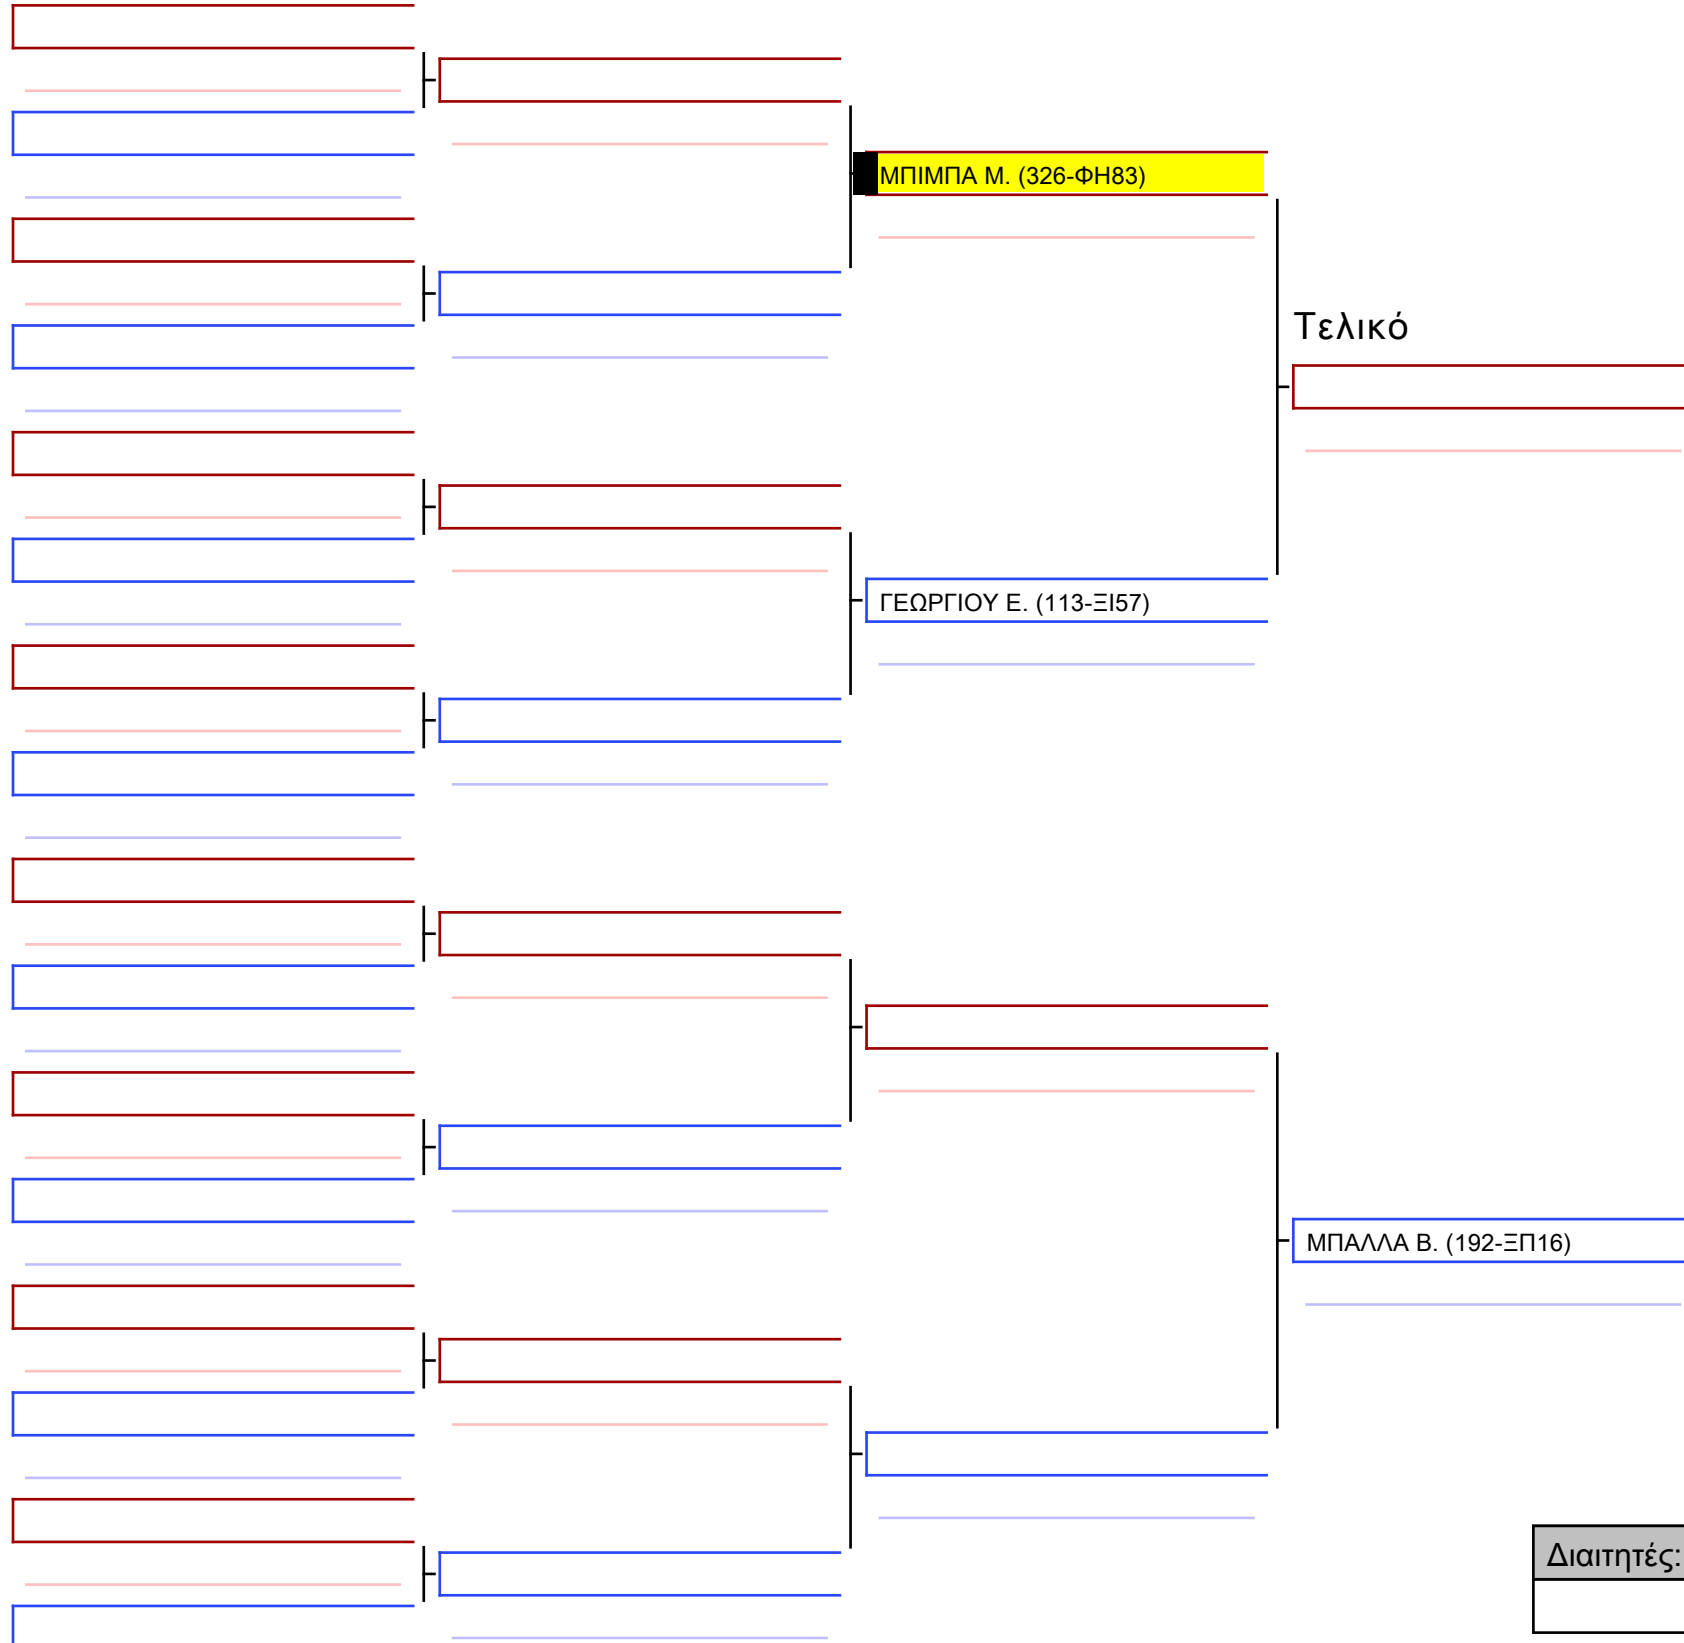 ΜΠΙΜΠΑ Μ. (326-ΦΗ83)
Τελικό
ΓΕΩΡΓΙΟΥ Ε. (113-ΞΙ57)
ΜΠΑΛΛΑ Β. (192-ΞΠ16)
Διαιτητές: